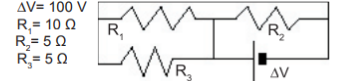 ΔV= 100 V
R₁= 10 Ω
R₂= 5 Ω
R₃= 5 Ω
R₁
R₂
R₃
ΔV